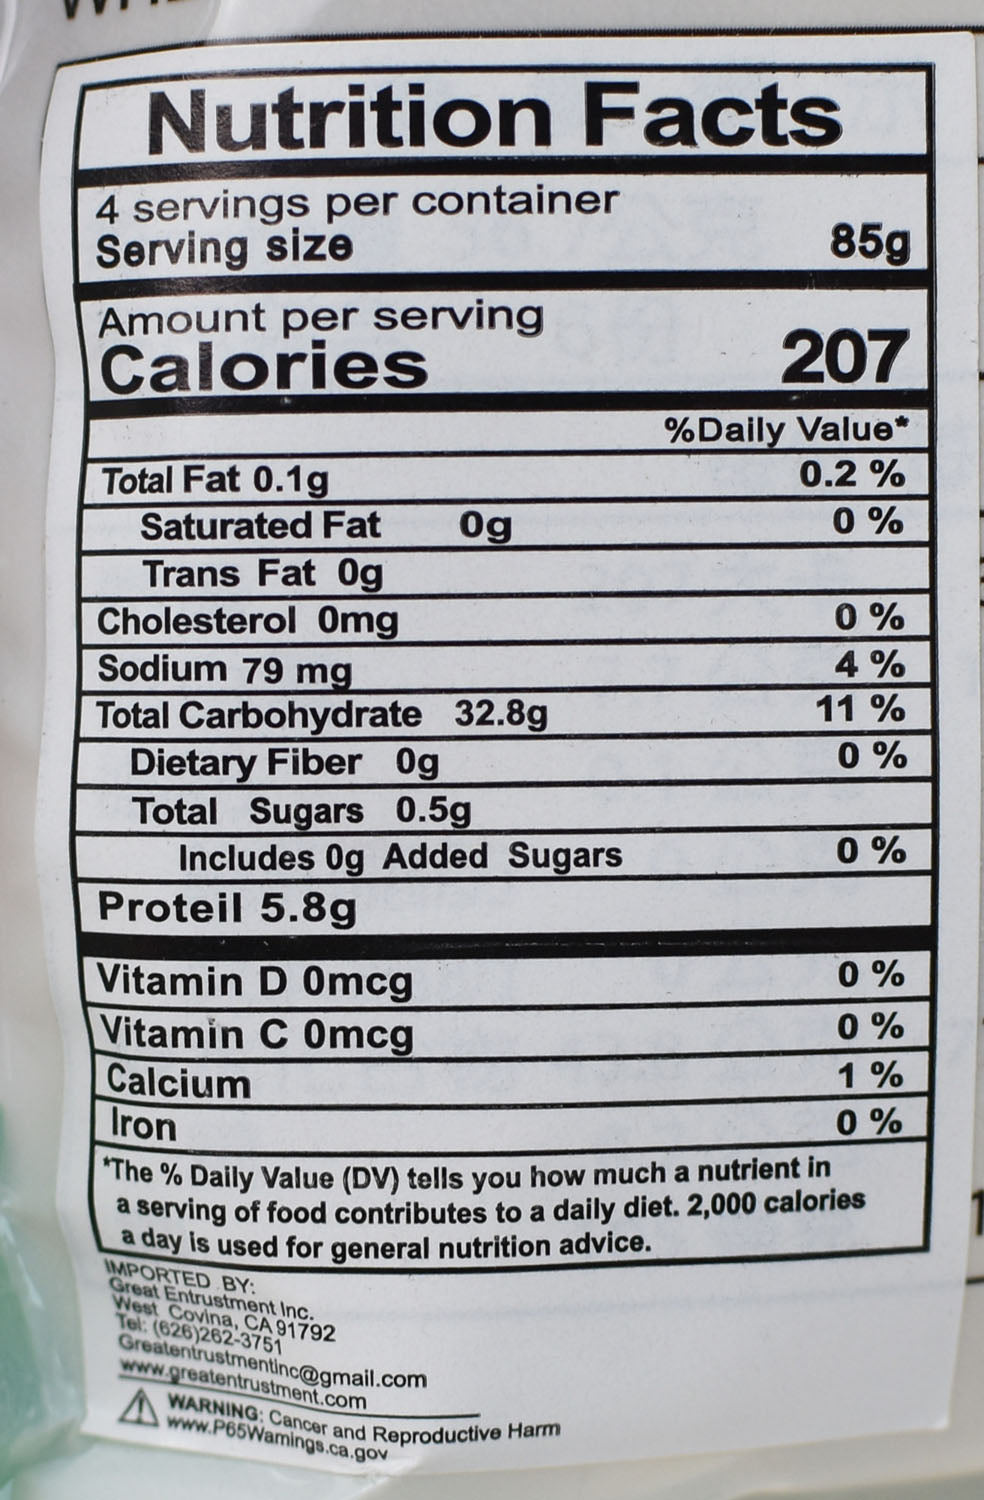 Nutrition Facts
4 servings per container
Serving size 85g
Amount per serving
Calories 207
%Daily Value*
Total Fat 0.1g 0.2 %
Saturated Fat 0g 0 %
Trans Fat 0g
Cholesterol 0mg 0 %
Sodium 79 mg 4 %
Total Carbohydrate 32.8g 11 %
Dietary Fiber 0g 0 %
Total Sugars 0.5g
Includes 0g Added Sugars 0 %
Proteil 5.8g
Vitamin D 0mcg 0 %
Vitamin C 0mcg 0 %
Calcium 1 %
Iron 0 %
*The % Daily Value (DV) tells you how much a nutrient in
a serving of food contributes to a daily diet. 2,000 calories
a day is used for general nutrition advice.
IMPORTED BY:
Great Entrustment Inc.
West Covina, CA 91792
Tel: (626)262-3751
Greatentrustmentinc@gmail.com
www.greatentrustment.com
WARNING: Cancer and Reproductive Harm
www.P65Warnings.ca.gov